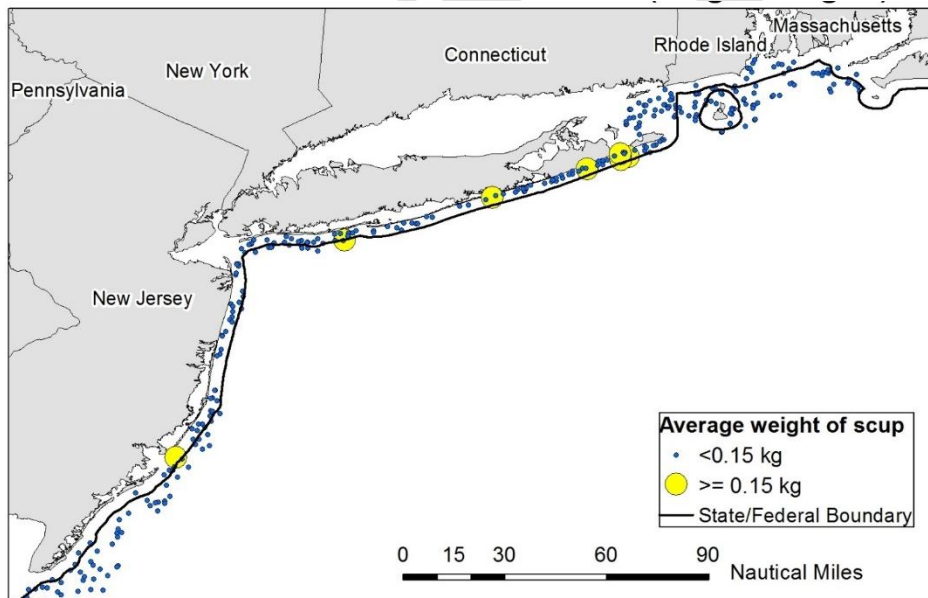 Massachusetts
Rhode Island
Connecticut
New York
Pennsylvania
New Jersey
Average weight of scup
<0.15 kg
>= 0.15 kg
State/Federal Boundary
0 15 30 60 90
Nautical Miles